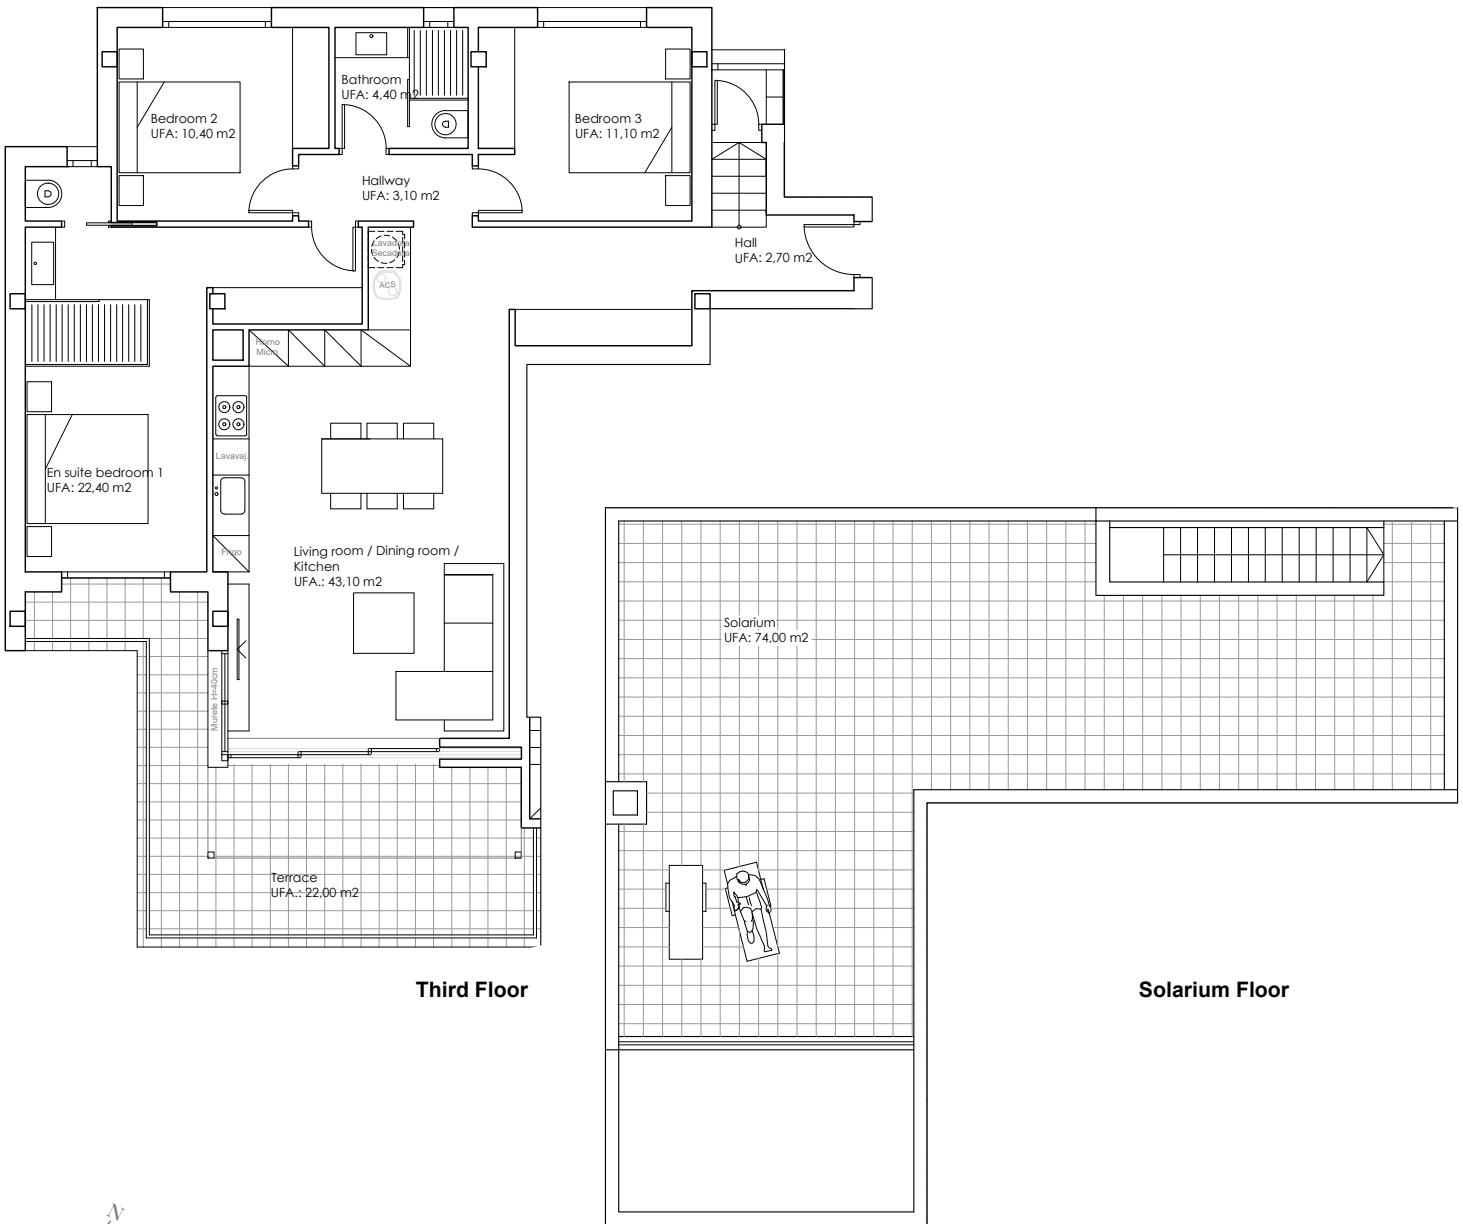 Bathroom
UFA: 4,40 m2
Bedroom 2
UFA: 10,40 m2
Bedroom 3
UFA: 11,10 m2
Hallway
UFA: 3,10 m2
Lavadora
Secadora
ACS
Hall
UFA: 2,70 m2
Horno
Micro
Lavavaj.
En suite bedroom 1
UFA: 22,40 m2
Frigo
Living room / Dining room /
Kitchen
UFA.: 43,10 m2
Murete H=40cm
Solarium
UFA: 74,00 m2
Terrace
UFA.: 22,00 m2
Third Floor
Solarium Floor
N